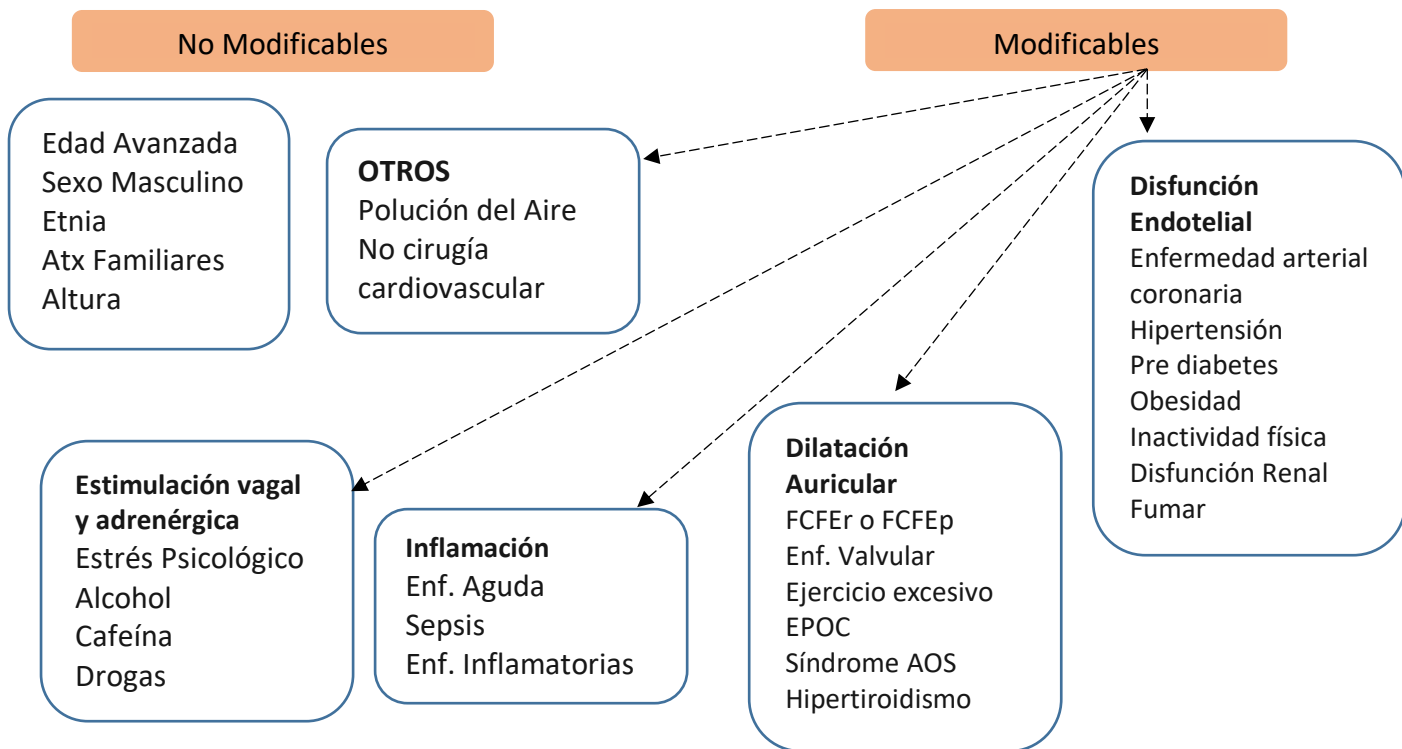 No Modificables
Modificables
Edad Avanzada
Sexo Masculino
Etnia
Atx Familiares
Altura
OTROS
Polución del Aire
No cirugía
cardiovascular
Disfunción
Endotelial
Enfermedad arterial
coronaria
Hipertensión
Pre diabetes
Obesidad
Inactividad física
Disfunción Renal
Fumar
Estimulación vagal
y adrenérgica
Estrés Psicológico
Alcohol
Cafeína
Drogas
Inflamación
Enf. Aguda
Sepsis
Enf. Inflamatorias
Dilatación
Auricular
FCFEr o FCFEp
Enf. Valvular
Ejercicio excesivo
EPOC
Síndrome AOS
Hipertiroidismo